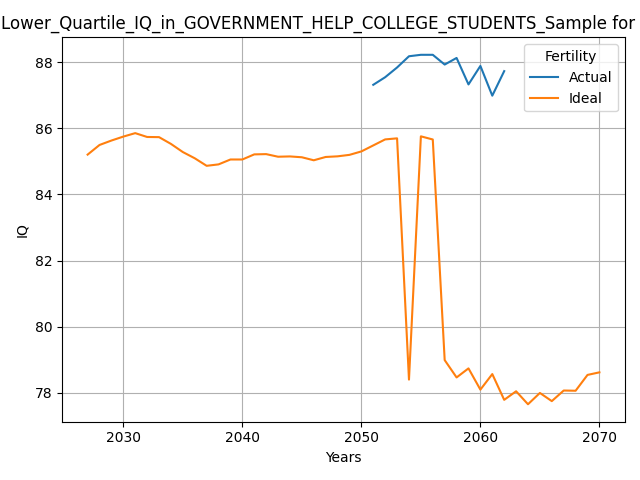 Lower_Quartile_IQ_in_GOVERNMENT_HELP_COLLEGE_STUDENTS_Sample for
Fertility
Actual
Ideal
88
86
84
82
80
78
IQ
2030
2040
2050
2060
2070
Years